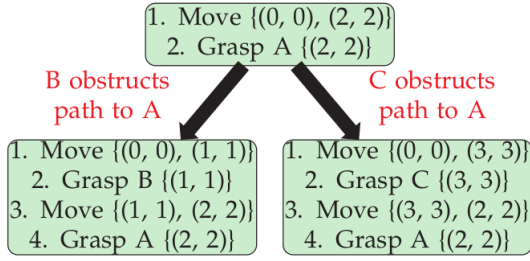 1. Move {(0, 0), (2, 2)}
2. Grasp A {(2, 2)}
B obstructs
path to A
C obstructs
path to A
1. Move {(0, 0), (1, 1)}
2. Grasp B {(1, 1)}
3. Move {(1, 1), (2, 2)}
4. Grasp A {(2, 2)}
1. Move {(0, 0), (3, 3)}
2. Grasp C {(3, 3)}
3. Move {(3, 3), (2, 2)}
4. Grasp A {(2, 2)}